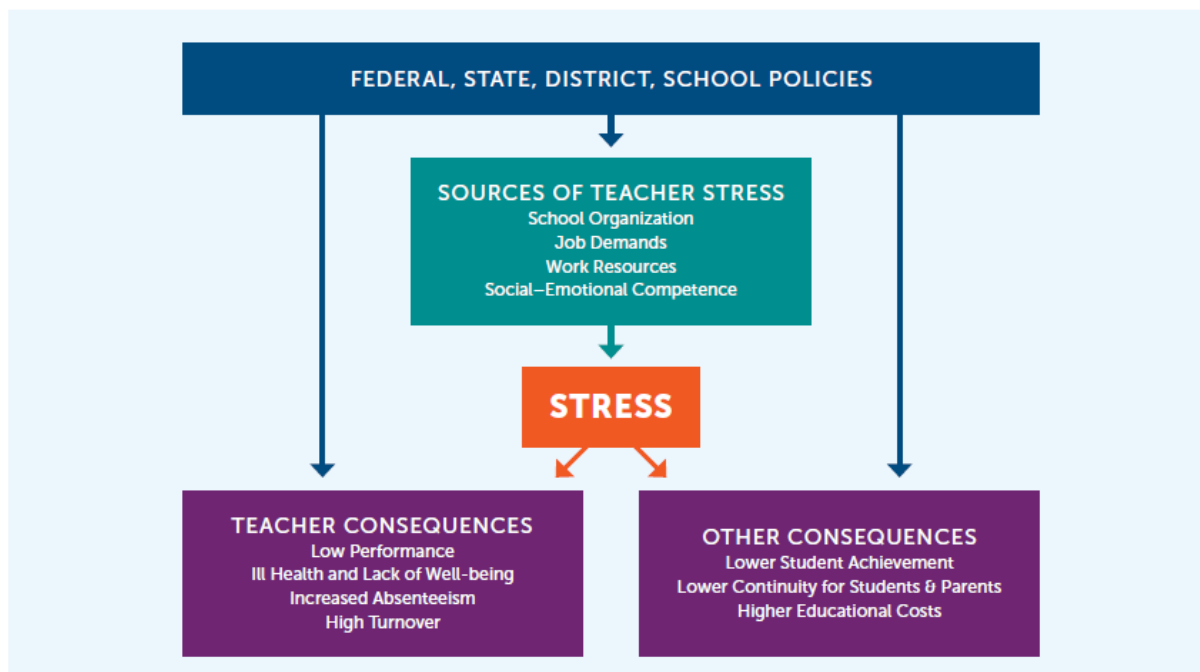 FEDERAL, STATE, DISTRICT, SCHOOL POLICIES
SOURCES OF TEACHER STRESS
School Organization
Job Demands
Work Resources
Social–Emotional Competence
STRESS
TEACHER CONSEQUENCES
Low Performance
Ill Health and Lack of Well-being
Increased Absenteeism
High Turnover
OTHER CONSEQUENCES
Lower Student Achievement
Lower Continuity for Students & Parents
Higher Educational Costs